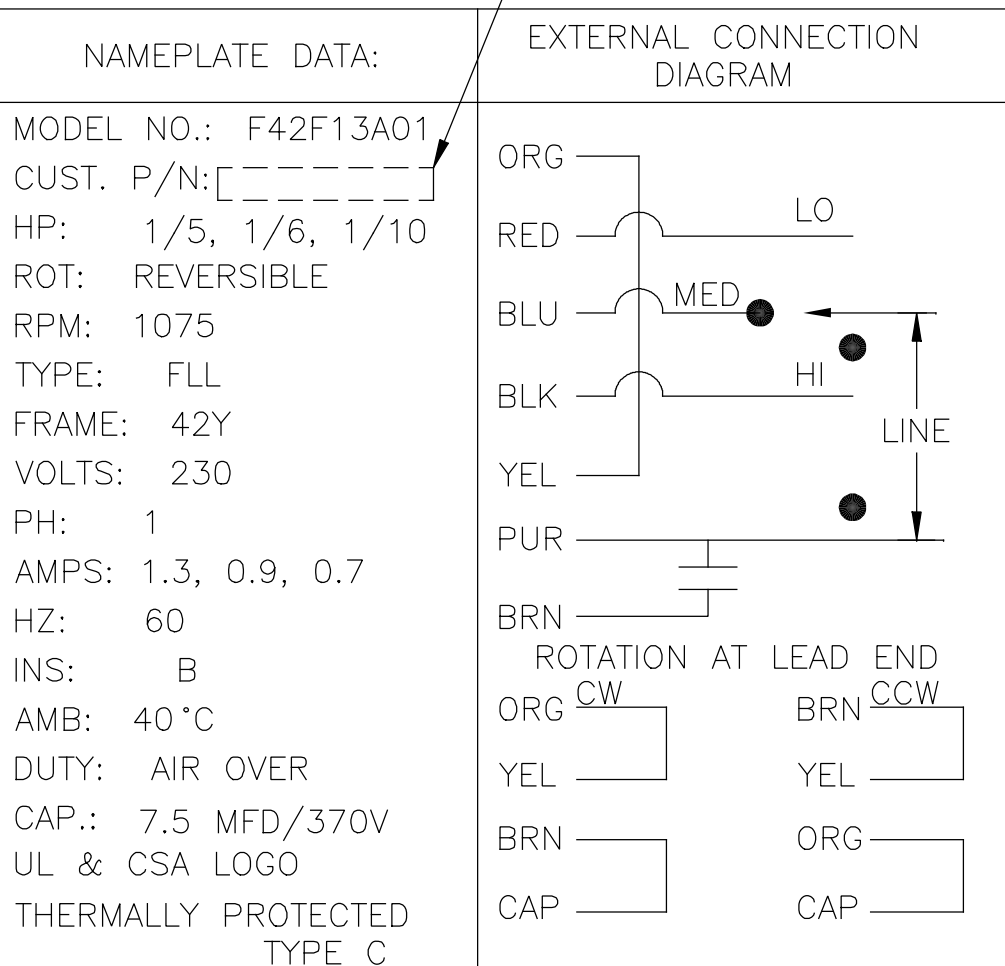 NAMEPLATE DATA:
MODEL NO.: F42F13A01
CUST. P/N:
HP: 1/5, 1/6, 1/10
ROT: REVERSIBLE
RPM: 1075
TYPE: FLL
FRAME: 42Y
VOLTS: 230
PH: 1
AMPS: 1.3, 0.9, 0.7
HZ: 60
INS: B
AMB: 40°C
DUTY: AIR OVER
CAP.: 7.5 MFD/370V
UL & CSA LOGO
THERMALLY PROTECTED
TYPE C
EXTERNAL CONNECTION
DIAGRAM
ORG
RED LO
BLU MED
BLK HI
LINE
YEL
PUR
BRN
ROTATION AT LEAD END
CW CCW
ORG BRN
YEL YEL
BRN ORG
CAP CAP